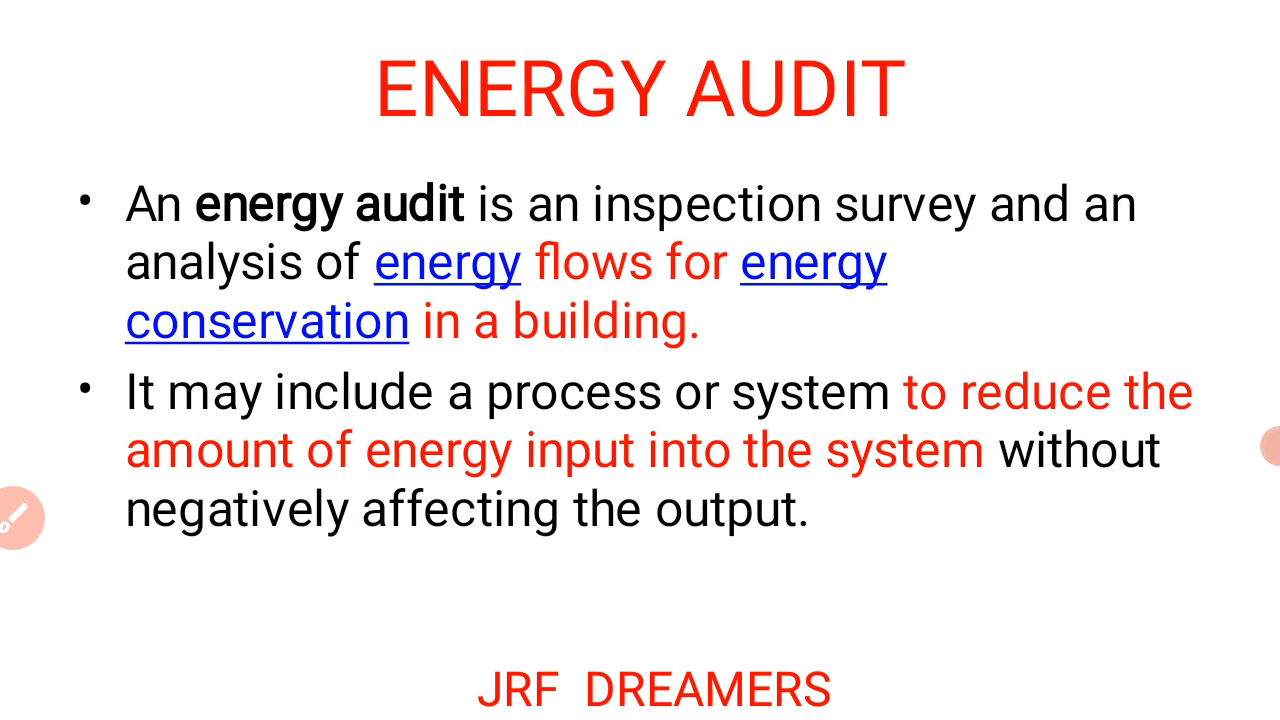 ENERGY AUDIT
• An energy audit is an inspection survey and an
analysis of energy flows for energy
conservation in a building.
• It may include a process or system to reduce the
amount of energy input into the system without
negatively affecting the output.
JRF DREAMERS